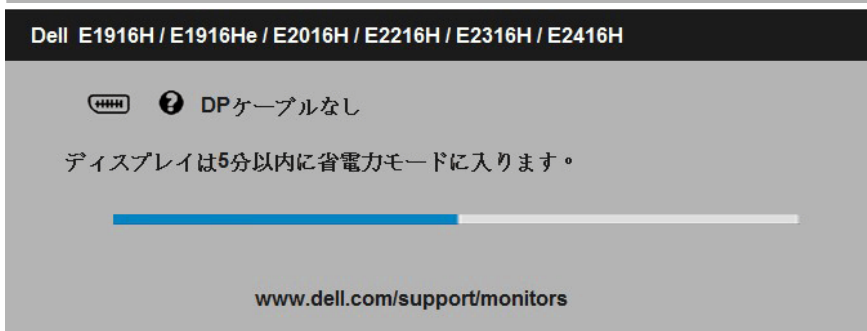 Dell E1916H / E1916He / E2016H / E2216H / E2316H / E2416H
? DPケーブルなし
ディスプレイは5分以内に省電力モードに入ります。
www.dell.com/support/monitors